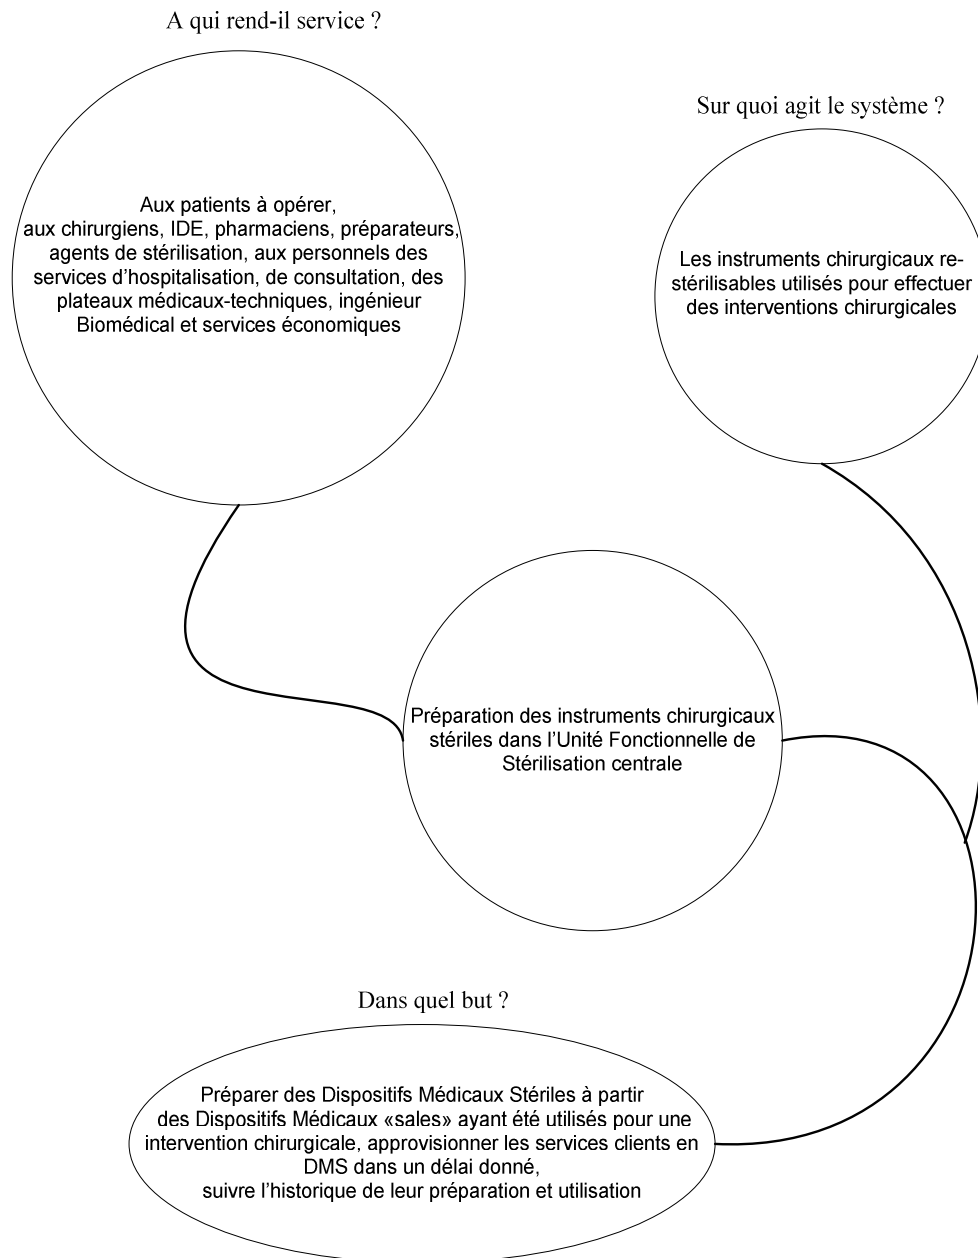 A qui rend-il service ?
Sur quoi agit le système ?
Aux patients à opérer,
aux chirurgiens, IDE, pharmaciens, préparateurs,
agents de stérilisation, aux personnels des
services d’hospitalisation, de consultation, des
plateaux médicaux-techniques, ingénieur
Biomédical et services économiques
Les instruments chirurgicaux re-
stérilisables utilisés pour effectuer
des interventions chirurgicales
Préparation des instruments chirurgicaux
stériles dans l’Unité Fonctionnelle de
Stérilisation centrale
Dans quel but ?
Préparer des Dispositifs Médicaux Stériles à partir
des Dispositifs Médicaux «sales» ayant été utilisés pour une
intervention chirurgicale, approvisionner les services clients en
DMS dans un délai donné,
suivre l’historique de leur préparation et utilisation